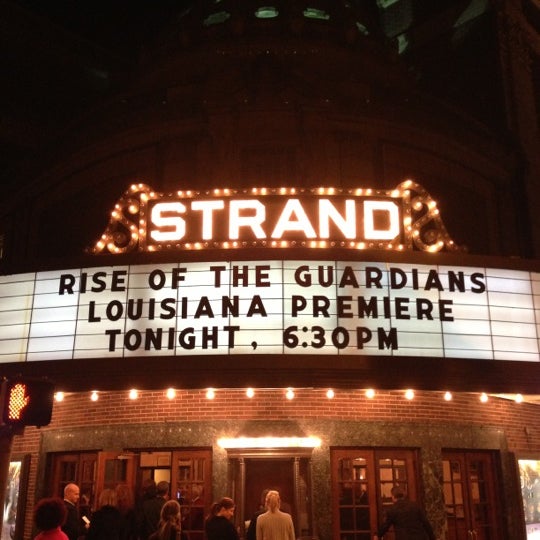 STRAND
RISE OF THE GUARDIANS
LOUISIANA PREMIERE
TONIGHT, 6:30PM